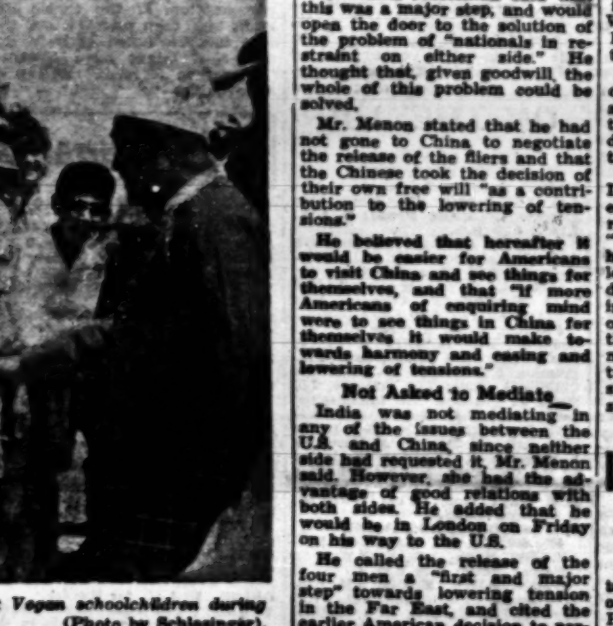 this was a major step, and would
open the door to the solution of
the problem of "nationals in re-
straint on either side." He
thought that, given goodwill, the
whole of this problem could be
solved.
Mr. Menon stated that he had
not gone to China to negotiate
the release of the fliers and that
the Chinese took the decision of
their own free will "as a contri-
bution to the lowering of ten-
sions."
He believed that hereafter it
would be easier for Americans
to visit China and see things for
themselves, and that "if more
Americans of enquiring mind
were to see things in China for
themselves it would make to-
wards harmony and easing and
lowering of tensions."
Not Asked to Mediate
India was not mediating in
any of the issues between the
U.S. and China, since neither
side had requested it, Mr. Menon
said. However, she had the ad-
vantage of good relations with
both sides. He added that he
would be in London on Friday
on his way to the U.S.
He called the release of the
four men a "first and major
step" towards lowering tension
in the Far East, and cited the
earlier American decision to
Vegan schoolchildren during
(Photo by Schlesinger)